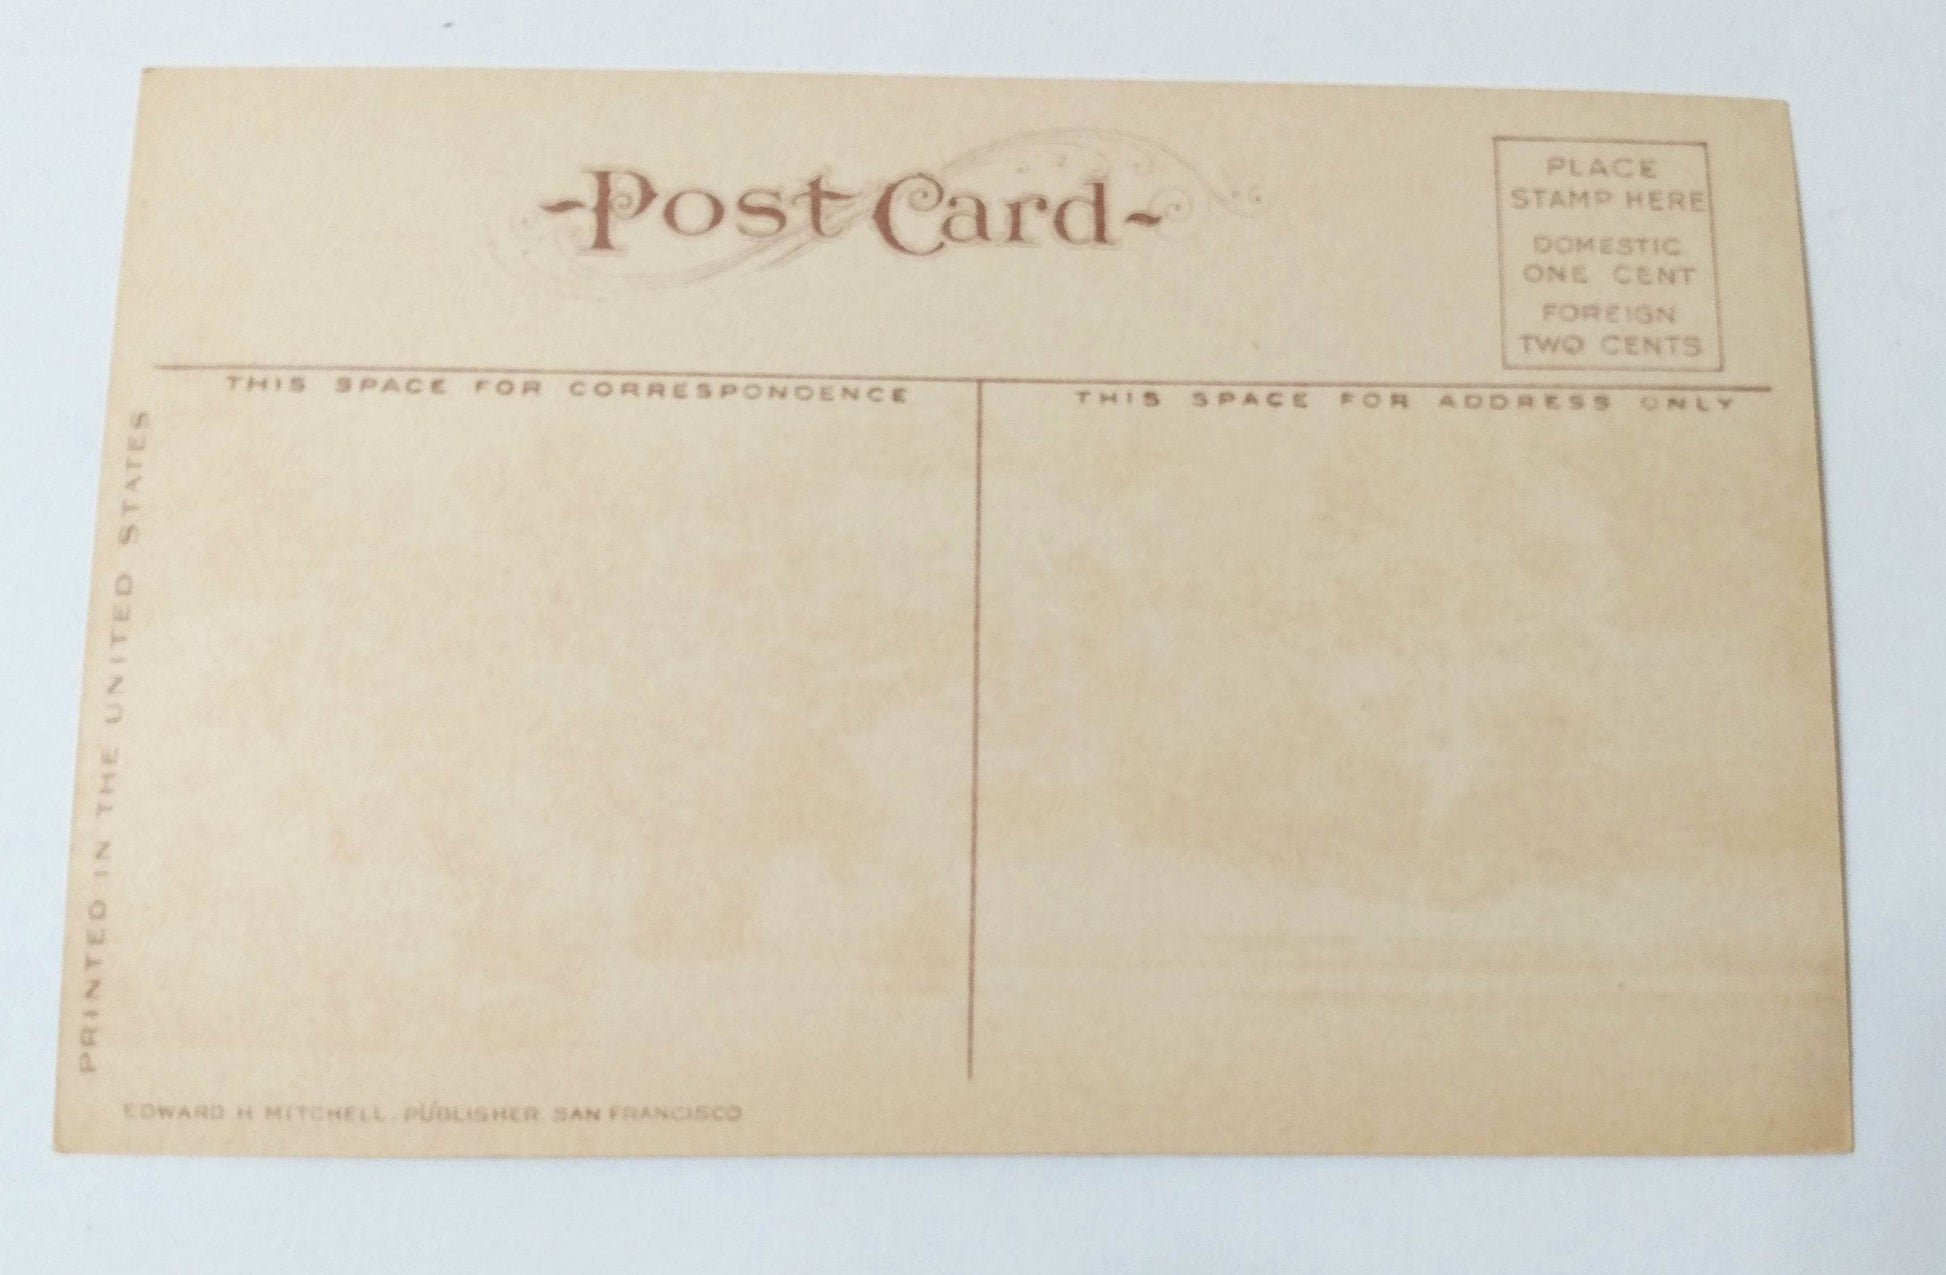 Post Card
PLACE
STAMP HERE
DOMESTIC
ONE CENT
FOREIGN
TWO CENTS
THIS SPACE FOR CORRESPONDENCE
THIS SPACE FOR ADDRESS ONLY
PRINTED IN THE UNITED STATES
EDWARD H MITCHELL, PUBLISHER SAN FRANCISCO